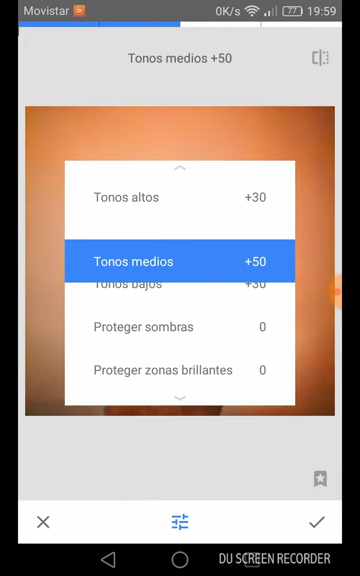 Movistar 0K/s 77 19:59
Tonos medios +50
Tonos altos +30
Tonos medios +50
Tonos bajos +30
Proteger sombras 0
Proteger zonas brillantes 0
DU SCREEN RECORDER